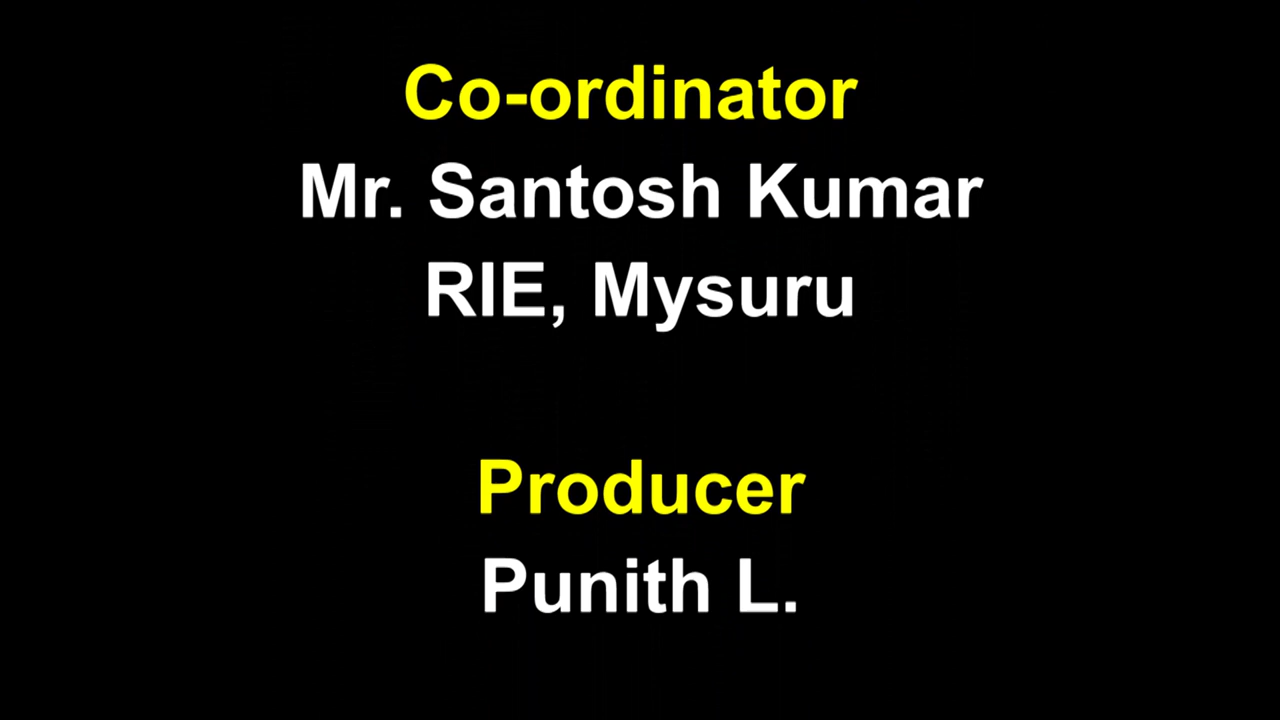 Co-ordinator
Mr. Santosh Kumar
RIE, Mysuru
Producer
Punith L.